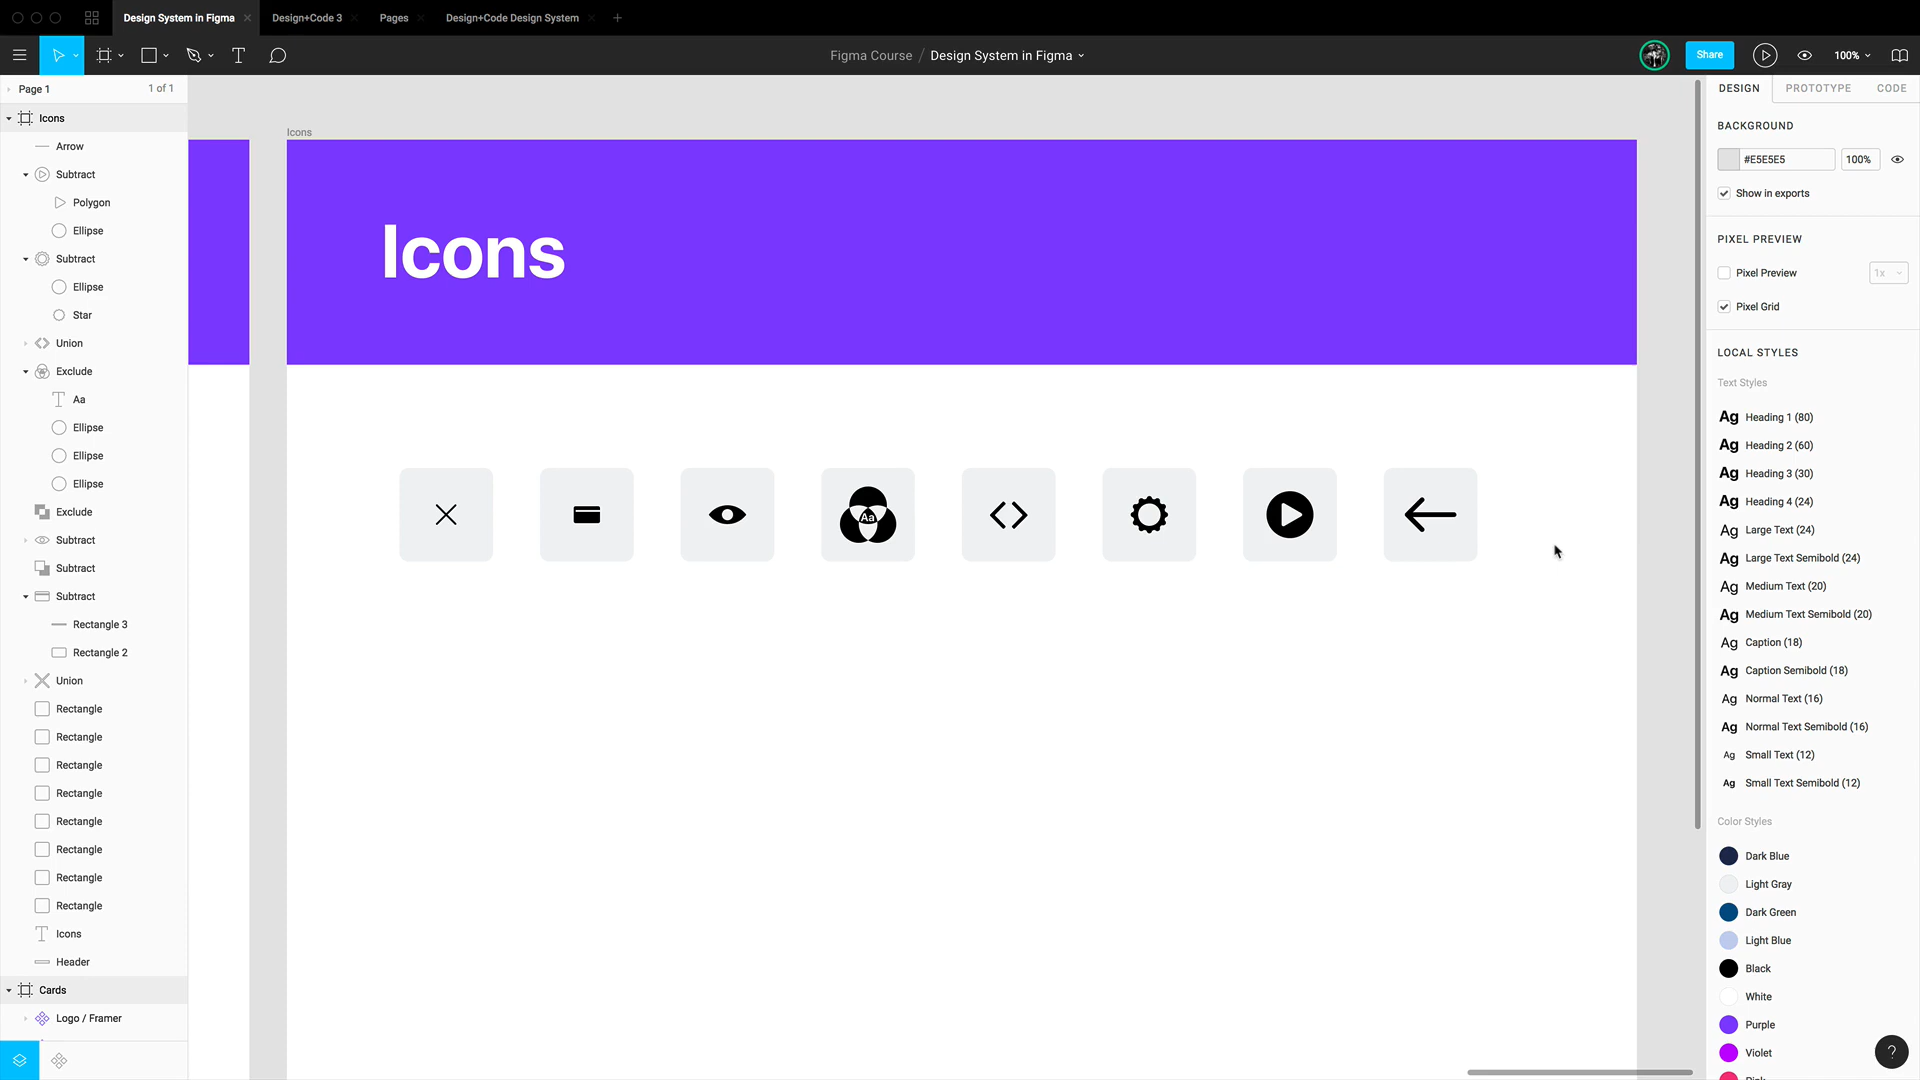 Design System in Figma
Design+Code 3
Pages
Design+Code Design System
Figma Course / Design System in Figma
Share
100%
Page 1
1 of 1
Icons
Arrow
Subtract
Polygon
Ellipse
Subtract
Ellipse
Star
Union
Exclude
Aa
Ellipse
Ellipse
Ellipse
Exclude
Subtract
Subtract
Subtract
Rectangle 3
Rectangle 2
Union
Rectangle
Rectangle
Rectangle
Rectangle
Rectangle
Rectangle
Rectangle
Rectangle
Icons
Header
Cards
Logo / Framer
Icons
Icons
Aa
DESIGN
PROTOTYPE
CODE
BACKGROUND
#E5E5E5
100%
Show in exports
PIXEL PREVIEW
Pixel Preview
1x
Pixel Grid
LOCAL STYLES
Text Styles
Ag Heading 1 (80)
Ag Heading 2 (60)
Ag Heading 3 (30)
Ag Heading 4 (24)
Ag Large Text (24)
Ag Large Text Semibold (24)
Ag Medium Text (20)
Ag Medium Text Semibold (20)
Ag Caption (18)
Ag Caption Semibold (18)
Ag Normal Text (16)
Ag Normal Text Semibold (16)
Ag Small Text (12)
Ag Small Text Semibold (12)
Color Styles
Dark Blue
Light Gray
Dark Green
Light Blue
Black
White
Purple
Violet
?